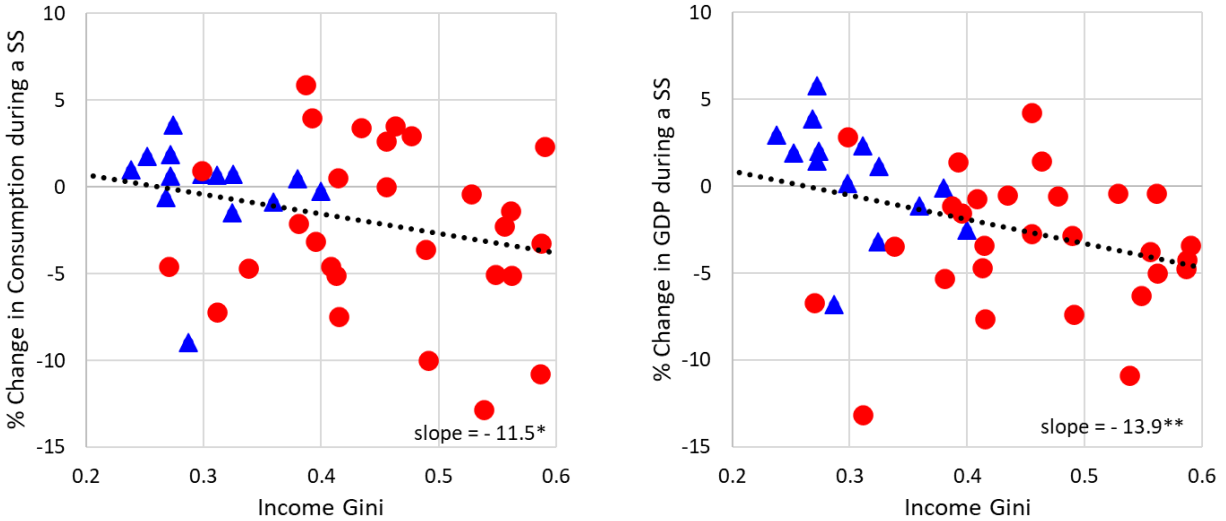 % Change in Consumption during a SS
10
5
0
-5
-10
-15
slope = - 11.5*
0.2 0.3 0.4 0.5 0.6
Income Gini
% Change in GDP during a SS
10
5
0
-5
-10
-15
slope = - 13.9**
0.2 0.3 0.4 0.5 0.6
Income Gini